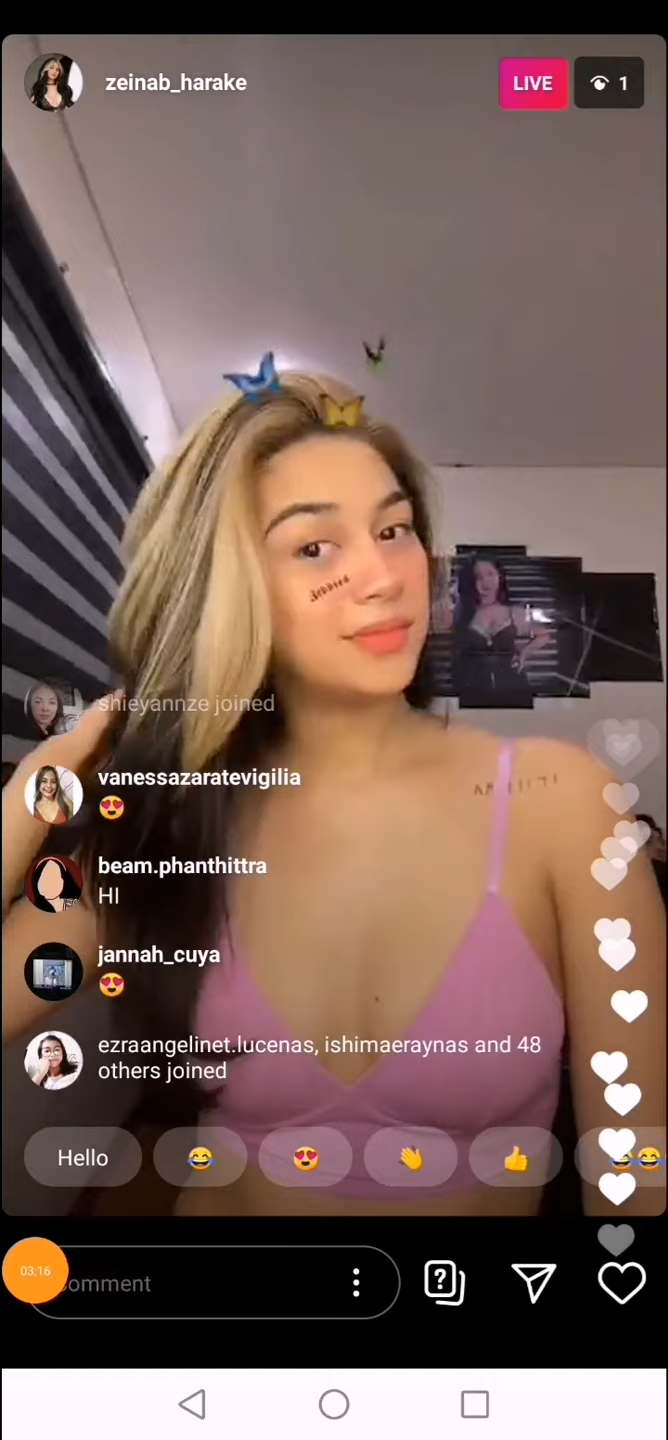 zeinab_harake
LIVE
1
shieyannze joined
vanessazaratevigilia
😍
beam.phanthittra
HI
jannah_cuya
😍
ezraangelinet.lucenas, ishimaeraynas and 48
others joined
Hello 😂 😍 👋 👍 😂😂
03:16
omment